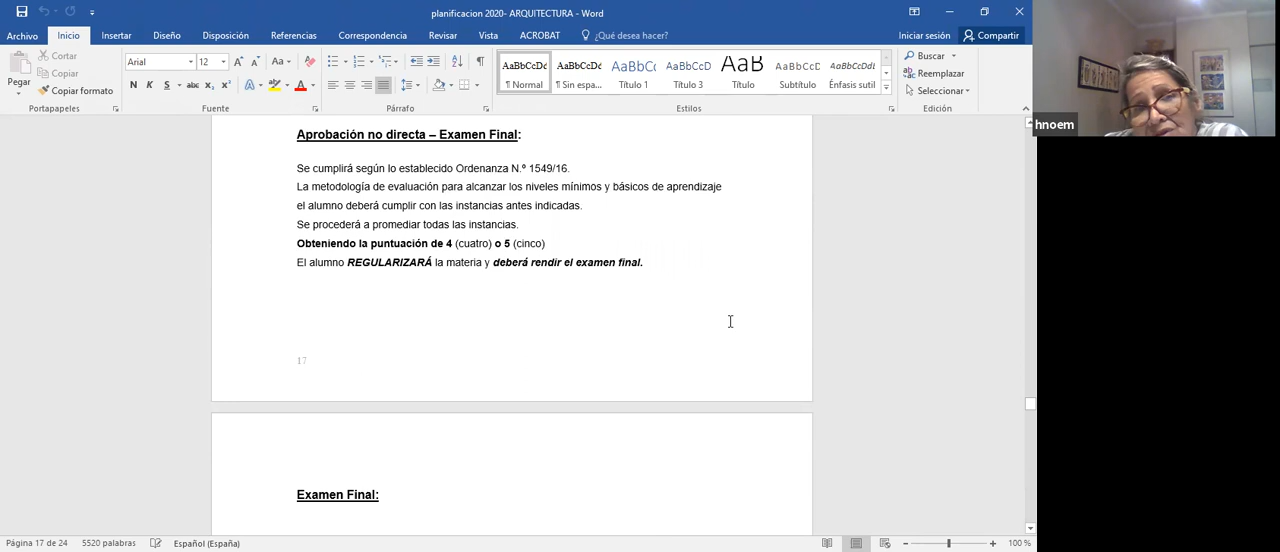 planificacion 2020- ARQUITECTURA - Word
Archivo Inicio Insertar Diseño Disposición Referencias Correspondencia Revisar Vista ACROBAT ¿Qué desea hacer? Iniciar sesión Compartir
Pegar
Cortar
Copiar
Copiar formato
Portapapeles
Arial 12
N K S abc x₂ x²
Fuente
Párrafo
AaBbCcDc AaBbCcDc AaBbCc AaBbCcD AaB AaBbCcD AaBbCcDd
¶ Normal ¶ Sin espa... Título 1 Título 3 Título Subtítulo Énfasis sutil
Estilos
Buscar
Reemplazar
Seleccionar
Edición
hnoem
Aprobación no directa – Examen Final:
Se cumplirá según lo establecido Ordenanza N.º 1549/16.
La metodología de evaluación para alcanzar los niveles mínimos y básicos de aprendizaje
el alumno deberá cumplir con las instancias antes indicadas.
Se procederá a promediar todas las instancias.
Obteniendo la puntuación de 4 (cuatro) o 5 (cinco)
El alumno REGULARIZARÁ la materia y deberá rendir el examen final.
17
Examen Final:
Página 17 de 24 5520 palabras Español (España) 100 %